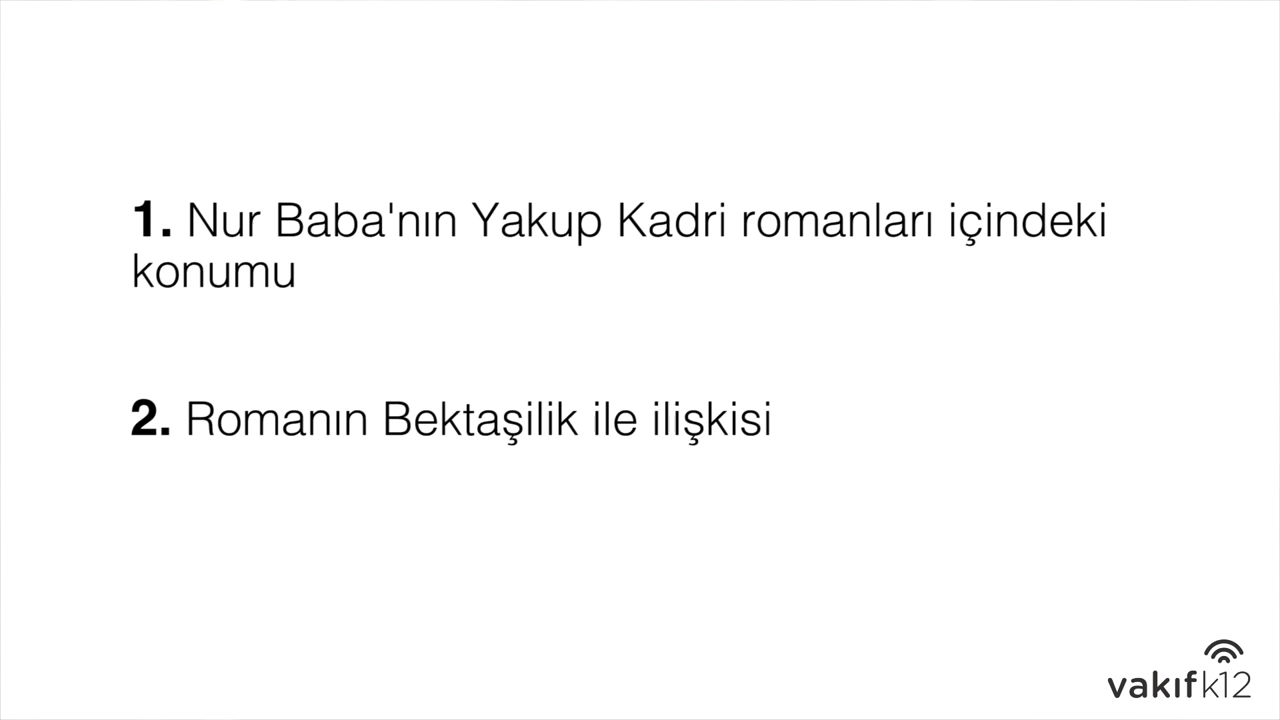 1. Nur Baba'nın Yakup Kadri romanları içindeki
konumu
2. Romanın Bektaşilik ile ilişkisi
vakıfk12